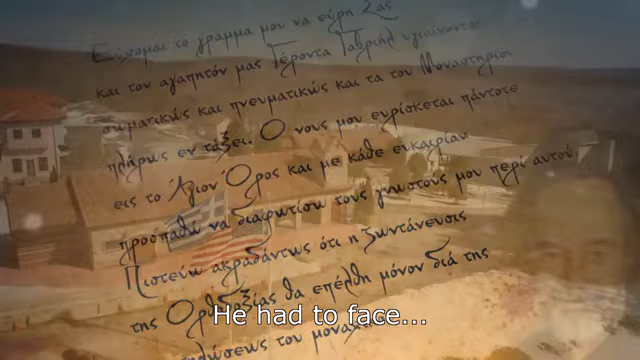 Εύχομαι το γράμμα μου να εύρη Σας
και τον αγαπητόν μας Γέροντα Γαβριήλ υγιαίνοντας
σωματικώς και πνευματικώς και τα του Μοναστηρίου
πλήρως εν τάξει. Ο νους μου ευρίσκεται πάντοτε
εις το Άγιον Όρος και με κάθε ευκαιρίαν
προσπαθώ να διαφωτίσω τους γνωστούς μου περί αυτού.
Πιστεύω ακραδάντως ότι η ζωντάνευσις
της Ορθοδοξίας θα επέλθη μόνον διά της
του
He had to face...